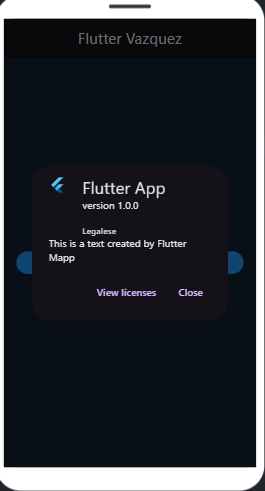 Flutter Vazquez
Flutter App
version 1.0.0
Legalese
This is a text created by Flutter
Mapp
View licenses
Close